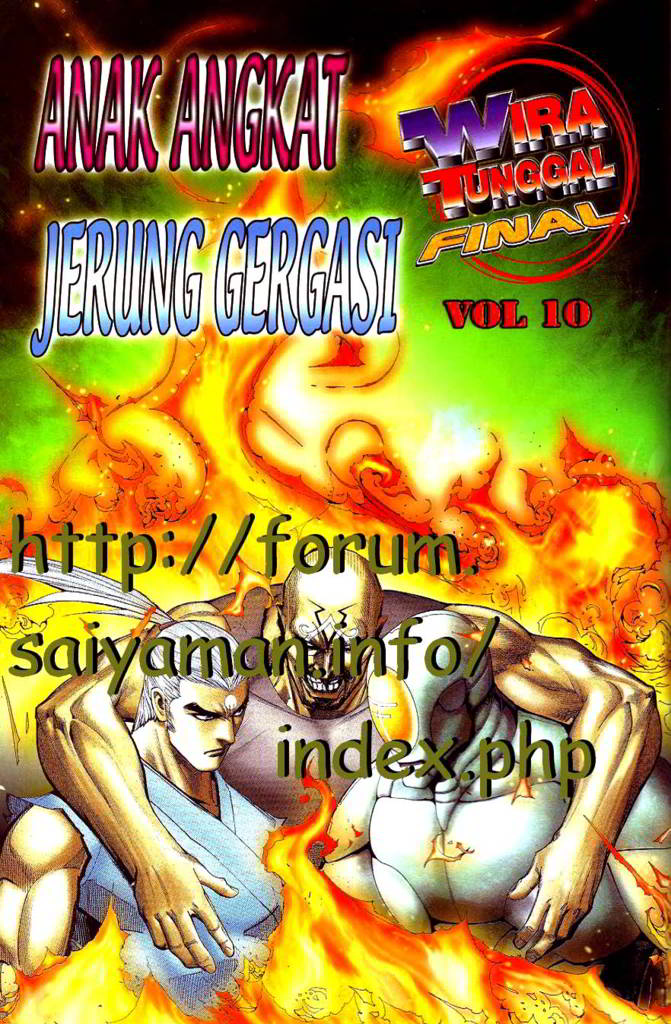 ANAK ANGKAT
JERUNG GERGASI
WIRA
TUNGGAL
FINAL
VOL 10
http://forum.
saiyaman.info/
index.php